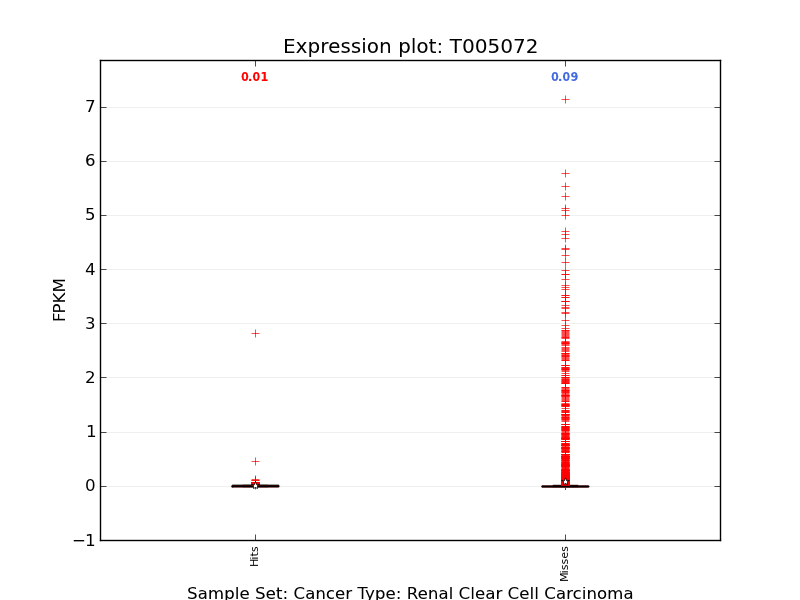 Expression plot: T005072
0.01
0.09
7
6
5
4
3
2
1
0
−1
FPKM
Hits
Misses
Sample Set: Cancer Type: Renal Clear Cell Carcinoma